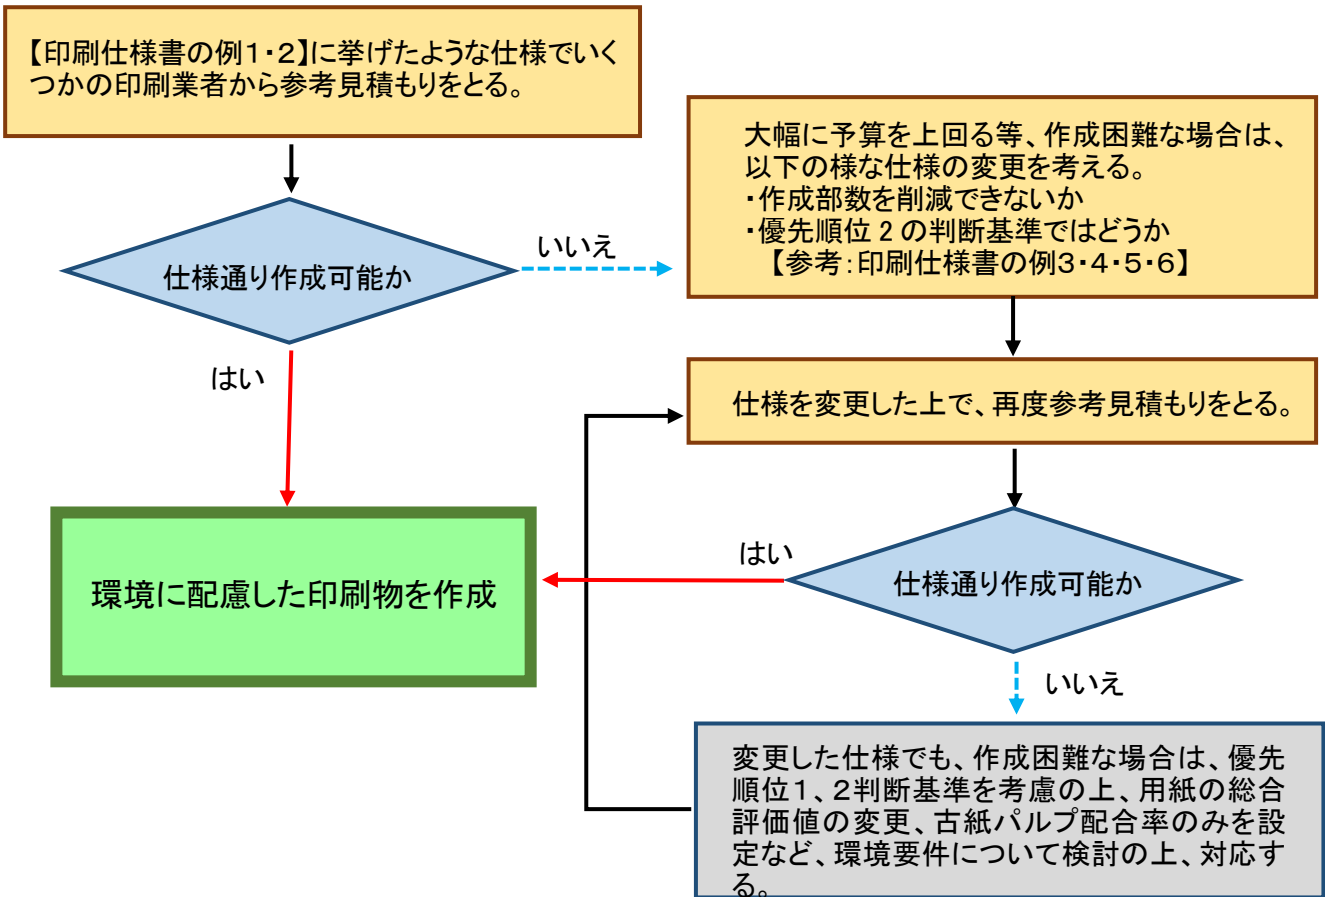 【印刷仕様書の例１・２】に挙げたような仕様でいく
つかの印刷業者から参考見積もりをとる。
仕様通り作成可能か
いいえ
はい
大幅に予算を上回る等、作成困難な場合は、
以下の様な仕様の変更を考える。
・作成部数を削減できないか
・優先順位 2 の判断基準ではどうか
【参考：印刷仕様書の例３・４・５・６】
仕様を変更した上で、再度参考見積もりをとる。
仕様通り作成可能か
はい
環境に配慮した印刷物を作成
いいえ
変更した仕様でも、作成困難な場合は、優先
順位１、２判断基準を考慮の上、用紙の総合
評価値の変更、古紙パルプ配合率のみを設
定など、環境要件について検討の上、対応す
る。